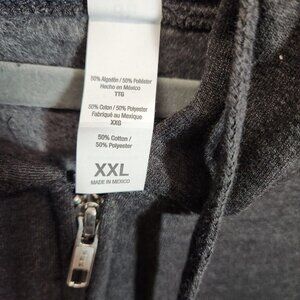 50% Algodón / 50% Poliéster
Hecho en México
TTG
50% Coton / 50% Polyester
Fabriqué au Mexique
XXG
50% Cotton /
50% Polyester
XXL
MADE IN MEXICO